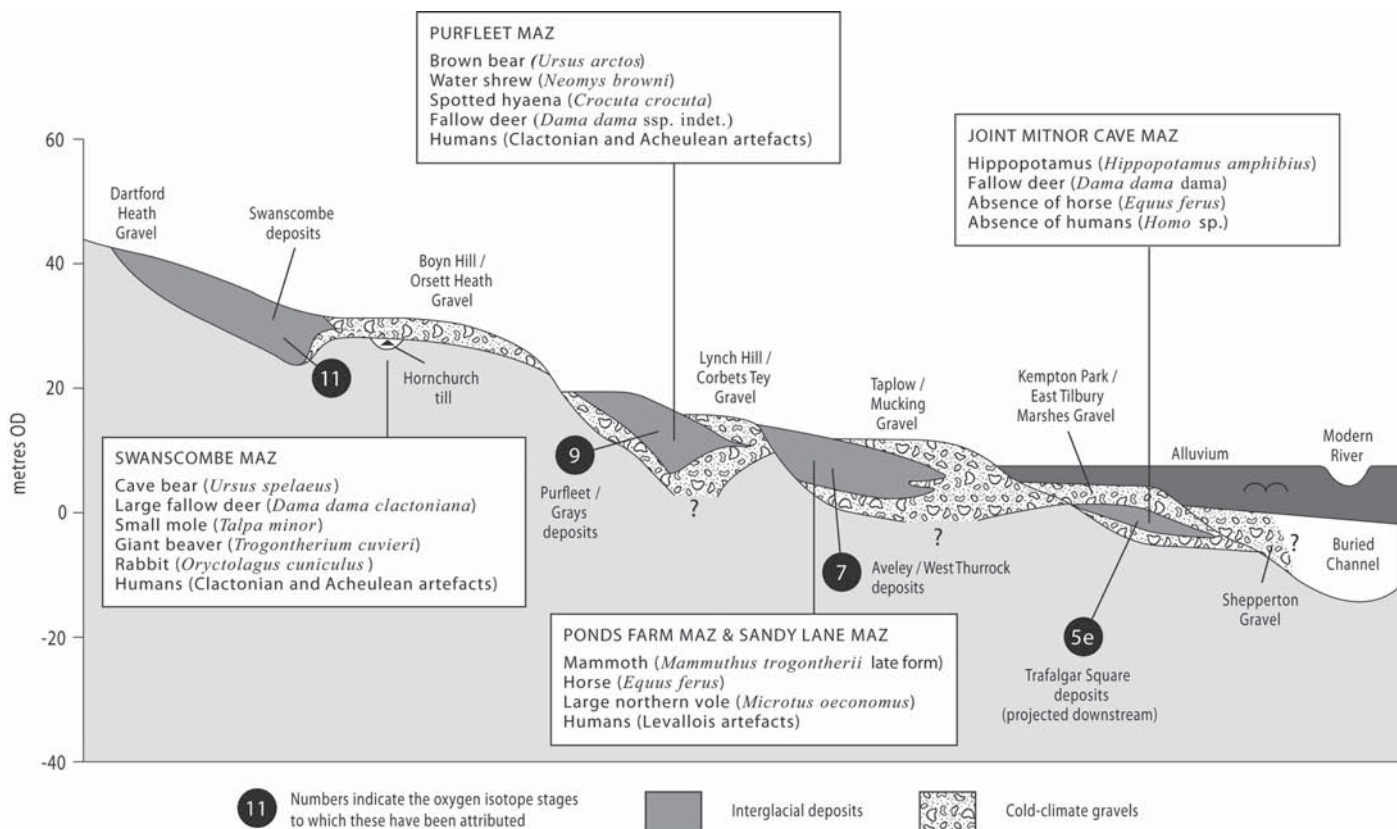 PURFLEET MAZ
Brown bear (Ursus arctos)
Water shrew (Neomys browni)
Spotted hyaena (Crocuta crocuta)
Fallow deer (Dama dama ssp. indet.)
Humans (Clactonian and Acheulean artefacts)
JOINT MITNOR CAVE MAZ
Hippopotamus (Hippopotamus amphibius)
Fallow deer (Dama dama dama)
Absence of horse (Equus ferus)
Absence of humans (Homo sp.)
60
40
20
0
-20
-40
metres OD
Dartford
Heath
Gravel
Swanscombe
deposits
Boyn Hill /
Orsett Heath
Gravel
11
Hornchurch
till
Lynch Hill /
Corbets Tey
Gravel
Taplow /
Mucking
Gravel
Kempton Park /
East Tilbury
Marshes Gravel
Alluvium
Modern
River
9
Purfleet /
Grays
deposits
?
7
Aveley / West Thurrock
deposits
?
5e
Trafalgar Square
deposits
(projected downstream)
?
Shepperton
Gravel
Buried
Channel
SWANSCOMBE MAZ
Cave bear (Ursus spelaeus)
Large fallow deer (Dama dama clactoniana)
Small mole (Talpa minor)
Giant beaver (Trogontherium cuvieri)
Rabbit (Oryctolagus cuniculus )
Humans (Clactonian and Acheulean artefacts)
PONDS FARM MAZ & SANDY LANE MAZ
Mammoth (Mammuthus trogontherii late form)
Horse (Equus ferus)
Large northern vole (Microtus oeconomus)
Humans (Levallois artefacts)
11
Numbers indicate the oxygen isotope stages
to which these have been attributed
Interglacial deposits
Cold-climate gravels